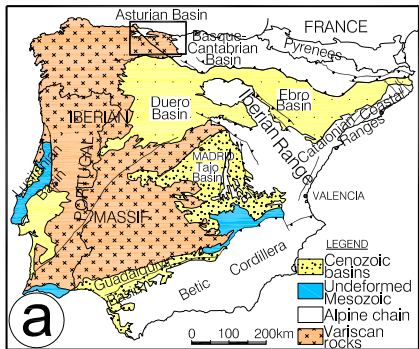 Asturian Basin
FRANCE
Basque
Cantabrian
Basin
Pyrenees
Duero
Basin
Ebro
Basin
IBERIAN
Iberian Range
Catalonian Coastal
Ranges
PORTUGAL
MADRID
Tajo
Basin
MASSIF
VALENCIA
Guadalquivir
Basin
Betic Cordillera
LEGEND
Cenozoic
basins
Undeformed
Mesozoic
Alpine chain
Variscan
rocks
0 100 200km
a